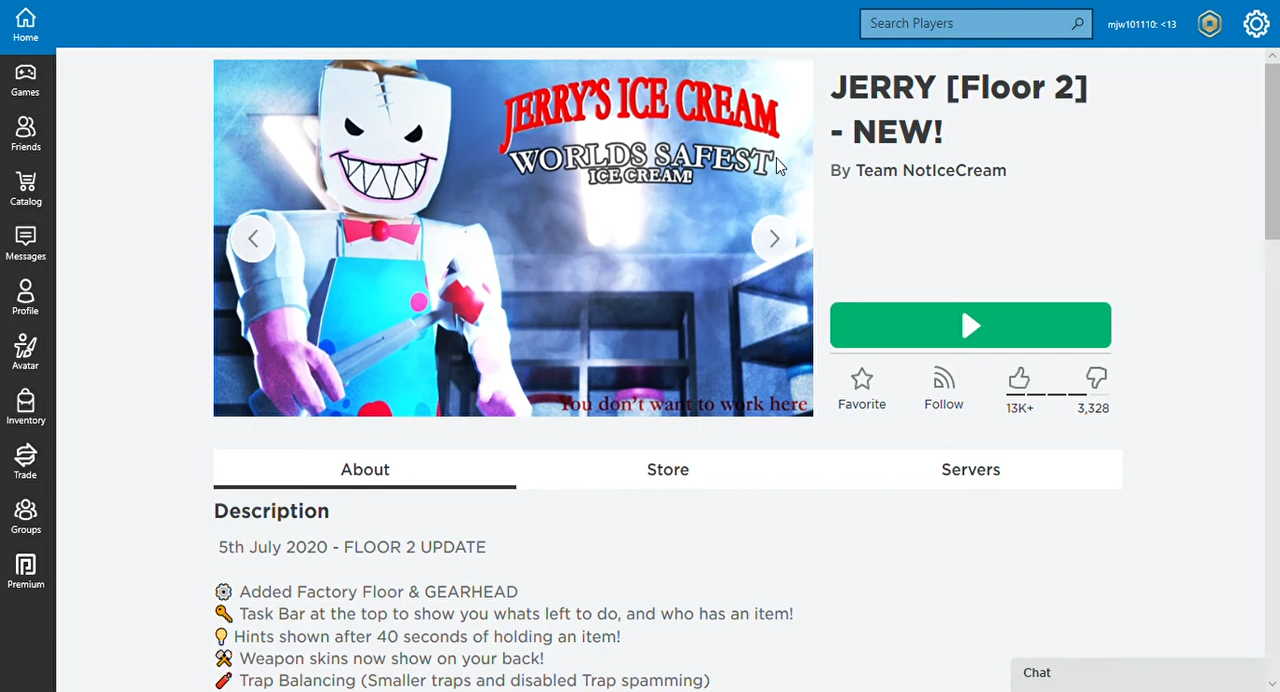 Home
Search Players
mjw101110: <13
Games
Friends
Catalog
Messages
Profile
Avatar
Inventory
Trade
Groups
Premium
JERRY'S ICE CREAM
WORLDS SAFEST
ICE CREAM!
You don't want to work here
JERRY [Floor 2]
- NEW!
By Team NotIceCream
Favorite
Follow
13K+
3,328
About
Store
Servers
Description
5th July 2020 - FLOOR 2 UPDATE
Added Factory Floor & GEARHEAD
Task Bar at the top to show you whats left to do, and who has an item!
Hints shown after 40 seconds of holding an item!
Weapon skins now show on your back!
Trap Balancing (Smaller traps and disabled Trap spamming)
Chat